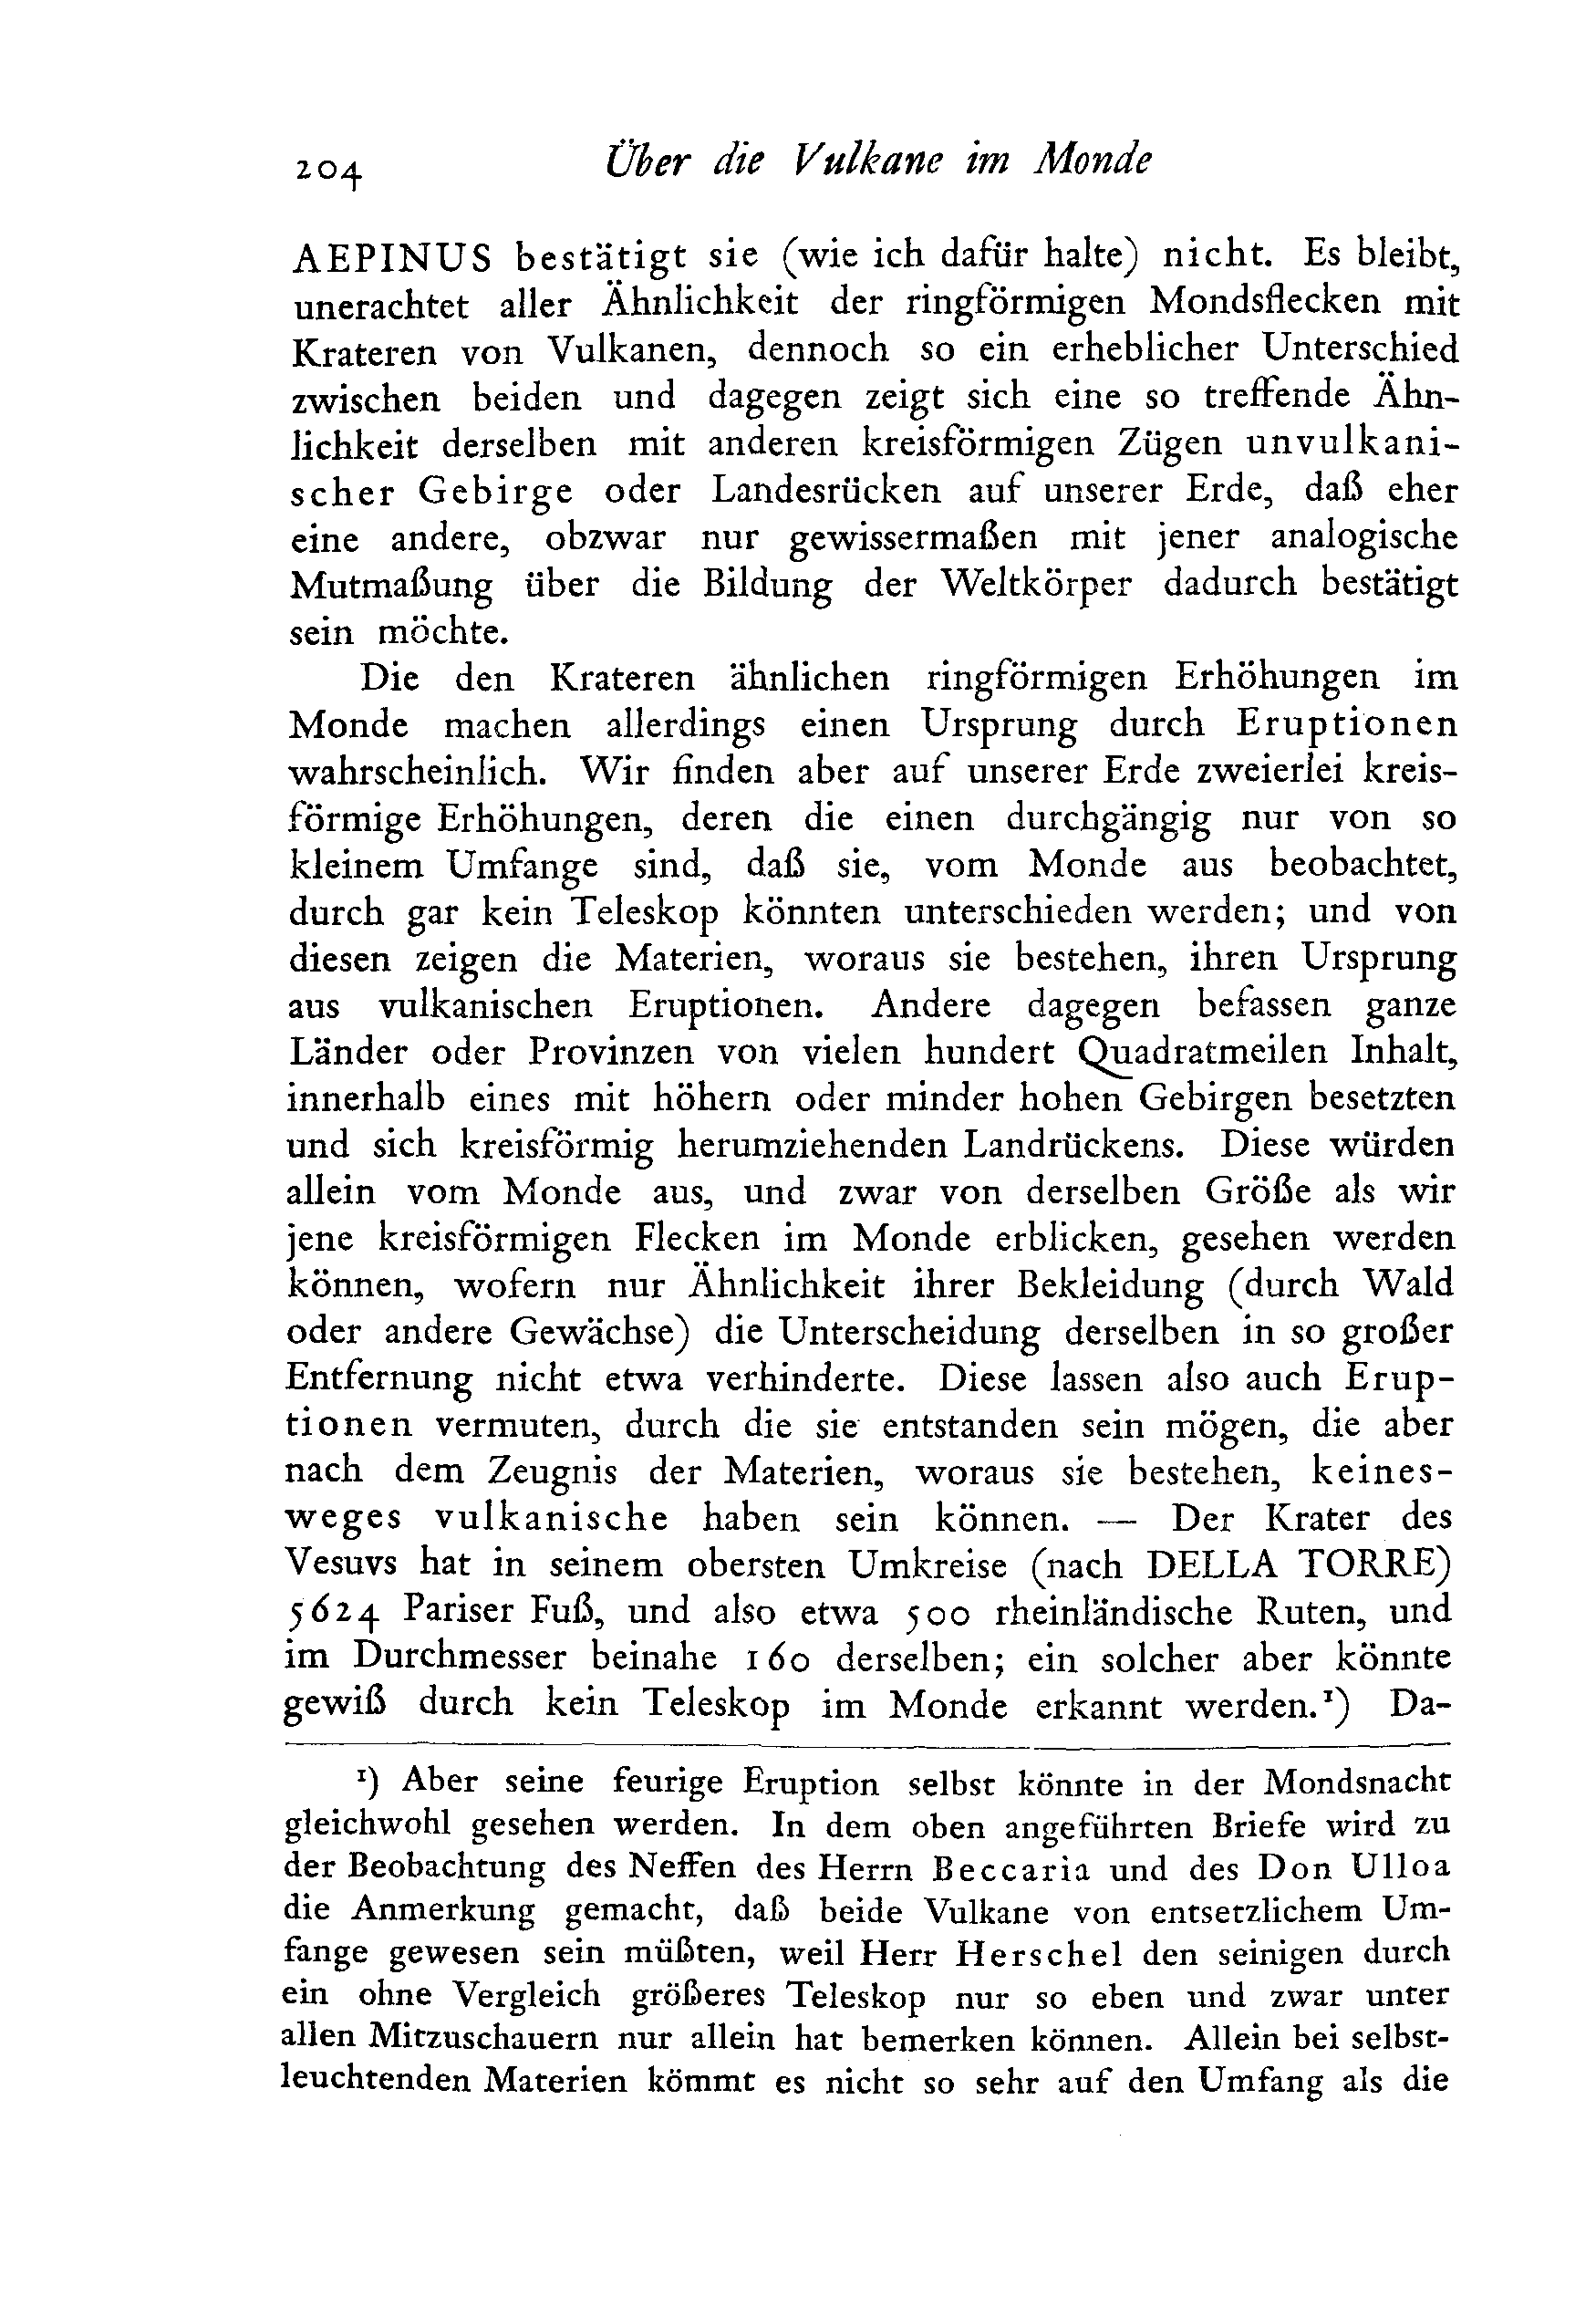 204
Über die Vulkane im Monde
AEPINUS bestätigt sie (wie ich dafür halte) nicht. Es bleibt,
unerachtet aller Ähnlichkeit der ringförmigen Mondsflecken mit
Krateren von Vulkanen, dennoch so ein erheblicher Unterschied
zwischen beiden und dagegen zeigt sich eine so treffende Ähn-
lichkeit derselben mit anderen kreisförmigen Zügen unvulkani-
scher Gebirge oder Landesrücken auf unserer Erde, daß eher
eine andere, obzwar nur gewissermaßen mit jener analogische
Mutmaßung über die Bildung der Weltkörper dadurch bestätigt
sein möchte.
Die den Krateren ähnlichen ringförmigen Erhöhungen im
Monde machen allerdings einen Ursprung durch Eruptionen
wahrscheinlich. Wir finden aber auf unserer Erde zweierlei kreis-
förmige Erhöhungen, deren die einen durchgängig nur von so
kleinem Umfange sind, daß sie, vom Monde aus beobachtet,
durch gar kein Teleskop könnten unterschieden werden; und von
diesen zeigen die Materien, woraus sie bestehen, ihren Ursprung
aus vulkanischen Eruptionen. Andere dagegen befassen ganze
Länder oder Provinzen von vielen hundert Quadratmeilen Inhalt,
innerhalb eines mit höhern oder minder hohen Gebirgen besetzten
und sich kreisförmig herumziehenden Landrückens. Diese würden
allein vom Monde aus, und zwar von derselben Größe als wir
jene kreisförmigen Flecken im Monde erblicken, gesehen werden
können, wofern nur Ähnlichkeit ihrer Bekleidung (durch Wald
oder andere Gewächse) die Unterscheidung derselben in so großer
Entfernung nicht etwa verhinderte. Diese lassen also auch Erup-
tionen vermuten, durch die sie entstanden sein mögen, die aber
nach dem Zeugnis der Materien, woraus sie bestehen, keines-
weges vulkanische haben sein können. — Der Krater des
Vesuvs hat in seinem obersten Umkreise (nach DELLA TORRE)
5624 Pariser Fuß, und also etwa 500 rheinländische Ruten, und
im Durchmesser beinahe 160 derselben; ein solcher aber könnte
gewiß durch kein Teleskop im Monde erkannt werden.¹) Da-
¹) Aber seine feurige Eruption selbst könnte in der Mondsnacht
gleichwohl gesehen werden. In dem oben angeführten Briefe wird zu
der Beobachtung des Neffen des Herrn Beccaria und des Don Ulloa
die Anmerkung gemacht, daß beide Vulkane von entsetzlichem Um-
fange gewesen sein müßten, weil Herr Herschel den seinigen durch
ein ohne Vergleich größeres Teleskop nur so eben und zwar unter
allen Mitzuschauern nur allein hat bemerken können. Allein bei selbst-
leuchtenden Materien kömmt es nicht so sehr auf den Umfang als die